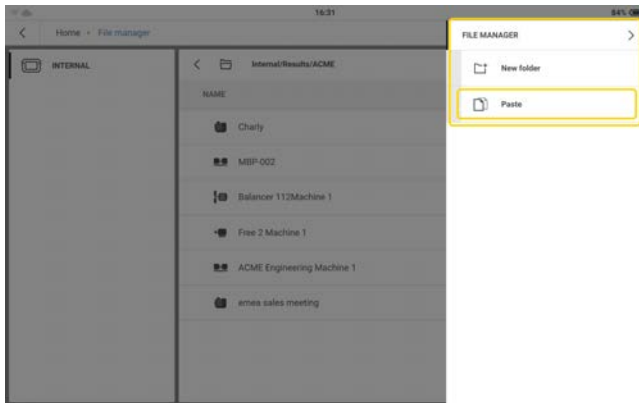 16:31
84%
Home • File manager
FILE MANAGER
INTERNAL
Internal/Results/ACME
New folder
NAME
Paste
Charly
MBP-002
Balancer 112Machine 1
Free 2 Machine 1
ACME Engineering Machine 1
emea sales meeting